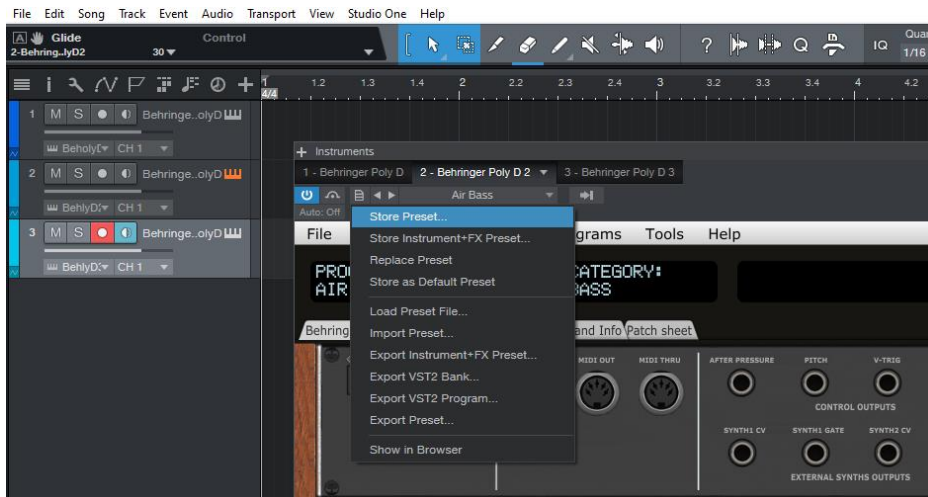 File Edit Song Track Event Audio Transport View Studio One Help
A Glide Control
2-Behring..lyD2 30
? Q IQ Qua
1/16
i 1 1.2 1.3 1.4 2 2.2 2.3 2.4 3 3.2 3.3 3.4 4 4.2
4/4
1 M S Behringe..olyD
CH 1
2 M S Behringe..olyD
BehlyD: CH 1
3 M S Behringe..olyD
BehlyD: CH 1
+ Instruments
1 - Behringer Poly D 2 - Behringer Poly D 2 3 - Behringer Poly D 3
Air Bass
Auto: Off
Store Preset...
Store Instrument+FX Preset...
Replace Preset
Store as Default Preset
Load Preset File...
Import Preset...
Export Instrument+FX Preset...
Export VST2 Bank...
Export VST2 Program...
Export Preset...
Show in Browser
File grams Tools Help
PRO ATEGORY:
AIR BASS
Behring and Info Patch sheet
MIDI OUT MIDI THRU AFTER PRESSURE PITCH V-TRIG
CONTROL OUTPUTS
SYNTH1 CV SYNTH1 GATE SYNTH2 CV
EXTERNAL SYNTHS OUTPUTS